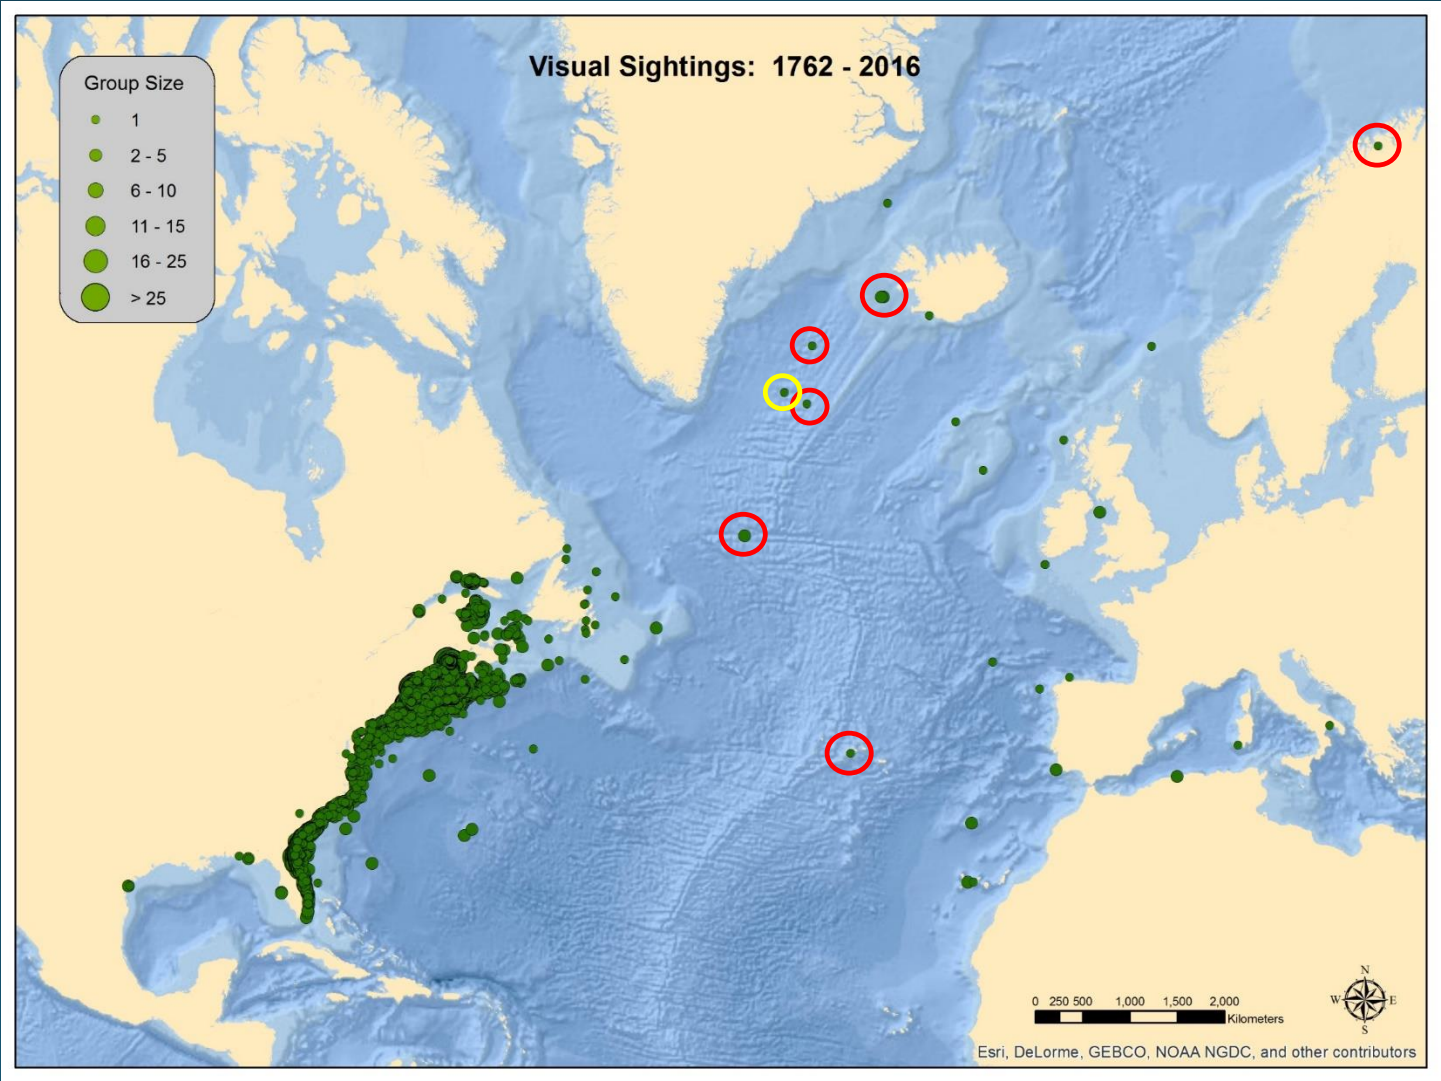 Visual Sightings: 1762 - 2016
Group Size
1
2 - 5
6 - 10
11 - 15
16 - 25
> 25
N
W E
S
0 250 500 1,000 1,500 2,000
Kilometers
Esri, DeLorme, GEBCO, NOAA NGDC, and other contributors